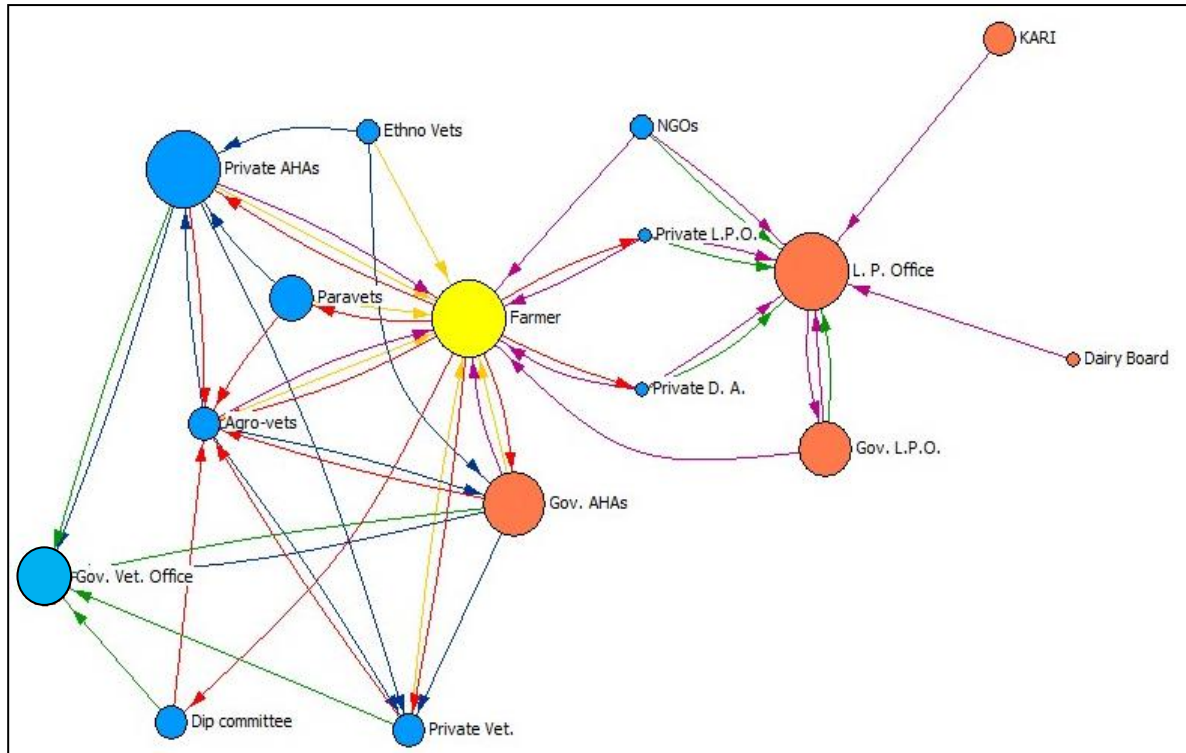 KARI
Ethno Vets
NGOs
Private AHAs
Private L.P.O.
L. P. Office
Paravets
Farmer
Dairy Board
Private D. A.
Agro-vets
Gov. L.P.O.
Gov. AHAs
Gov. Vet. Office
Dip committee
Private Vet.